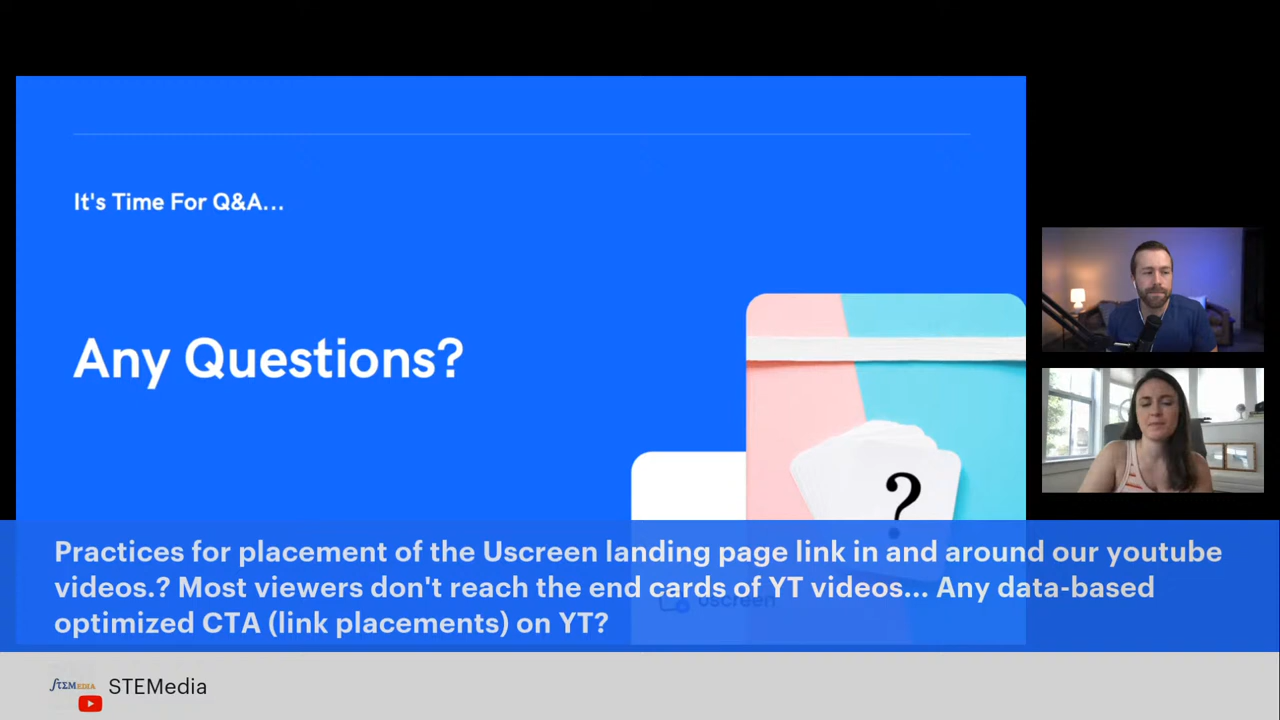 It's Time For Q&A...
Any Questions?
?
Practices for placement of the Uscreen landing page link in and around our youtube
videos.? Most viewers don't reach the end cards of YT videos... Any data-based
optimized CTA (link placements) on YT?
uscreen
STEMEDIA
STEMedia